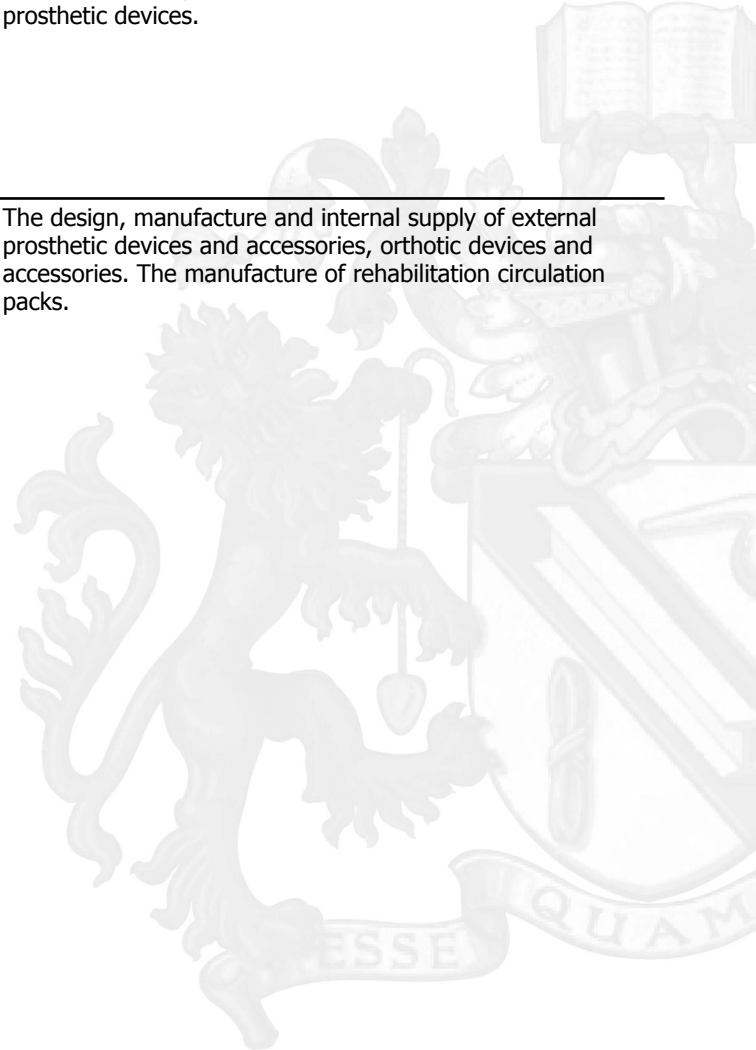 prosthetic devices.
The design, manufacture and internal supply of external
prosthetic devices and accessories, orthotic devices and
accessories. The manufacture of rehabilitation circulation
packs.
ESSE
QUAM